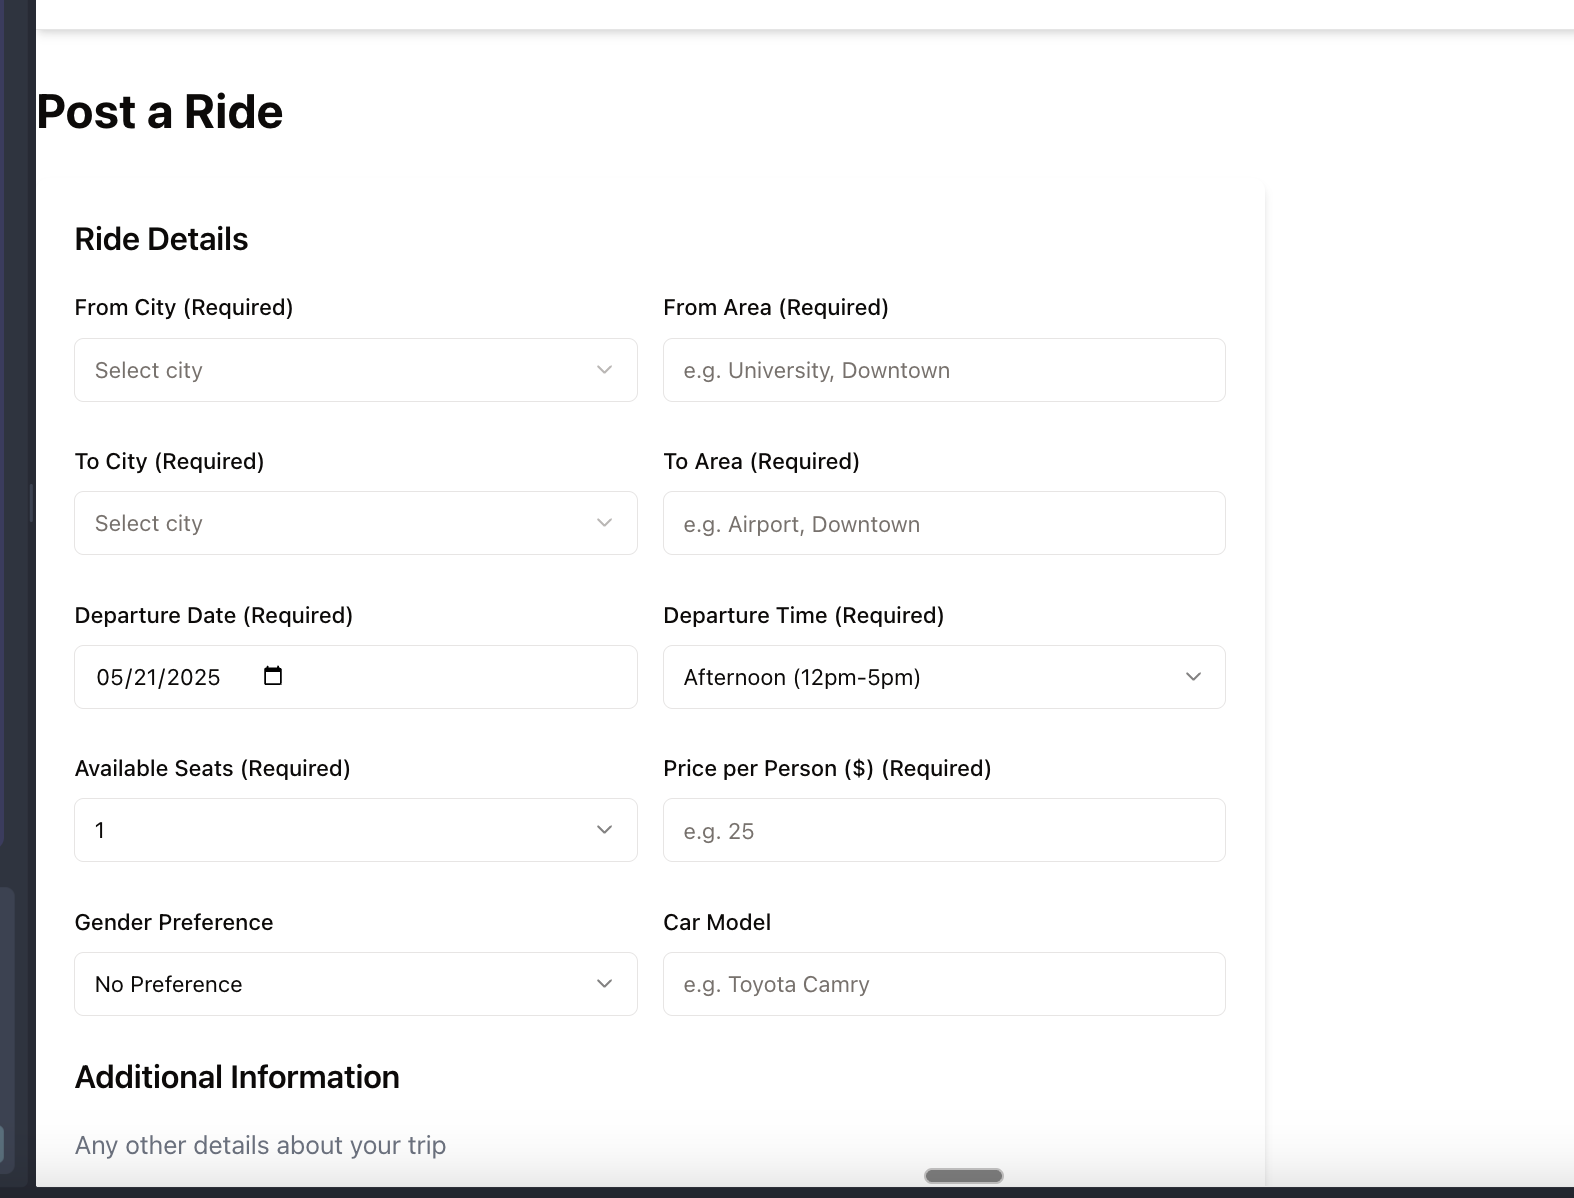 Post a Ride
Ride Details
From City (Required)
From Area (Required)
Select city
e.g. University, Downtown
To City (Required)
To Area (Required)
Select city
e.g. Airport, Downtown
Departure Date (Required)
Departure Time (Required)
05/21/2025
Afternoon (12pm-5pm)
Available Seats (Required)
Price per Person ($) (Required)
1
e.g. 25
Gender Preference
Car Model
No Preference
e.g. Toyota Camry
Additional Information
Any other details about your trip